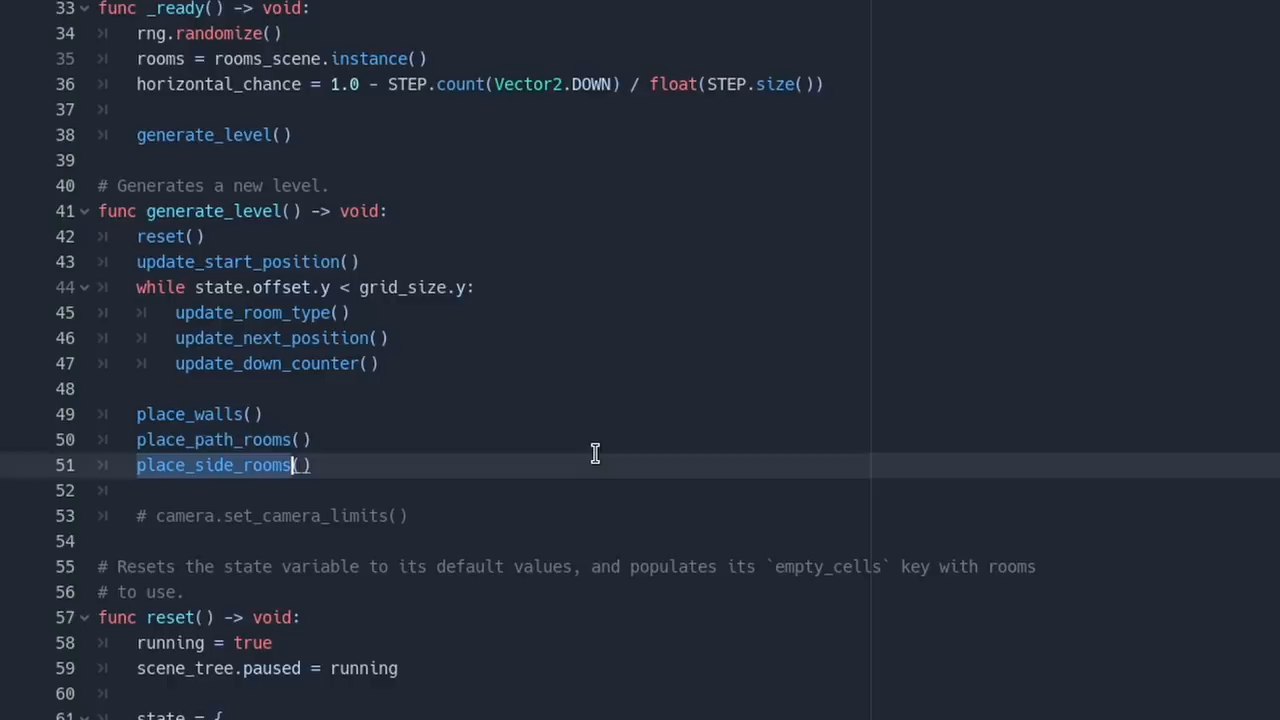 33 func _ready() -> void:
34 rng.randomize()
35 rooms = rooms_scene.instance()
36 horizontal_chance = 1.0 - STEP.count(Vector2.DOWN) / float(STEP.size())
37
38 generate_level()
39
40 # Generates a new level.
41 func generate_level() -> void:
42 reset()
43 update_start_position()
44 while state.offset.y < grid_size.y:
45 update_room_type()
46 update_next_position()
47 update_down_counter()
48
49 place_walls()
50 place_path_rooms()
51 place_side_rooms()
52
53 # camera.set_camera_limits()
54
55 # Resets the state variable to its default values, and populates its `empty_cells` key with rooms
56 # to use.
57 func reset() -> void:
58 running = true
59 scene_tree.paused = running
60
61 state = {